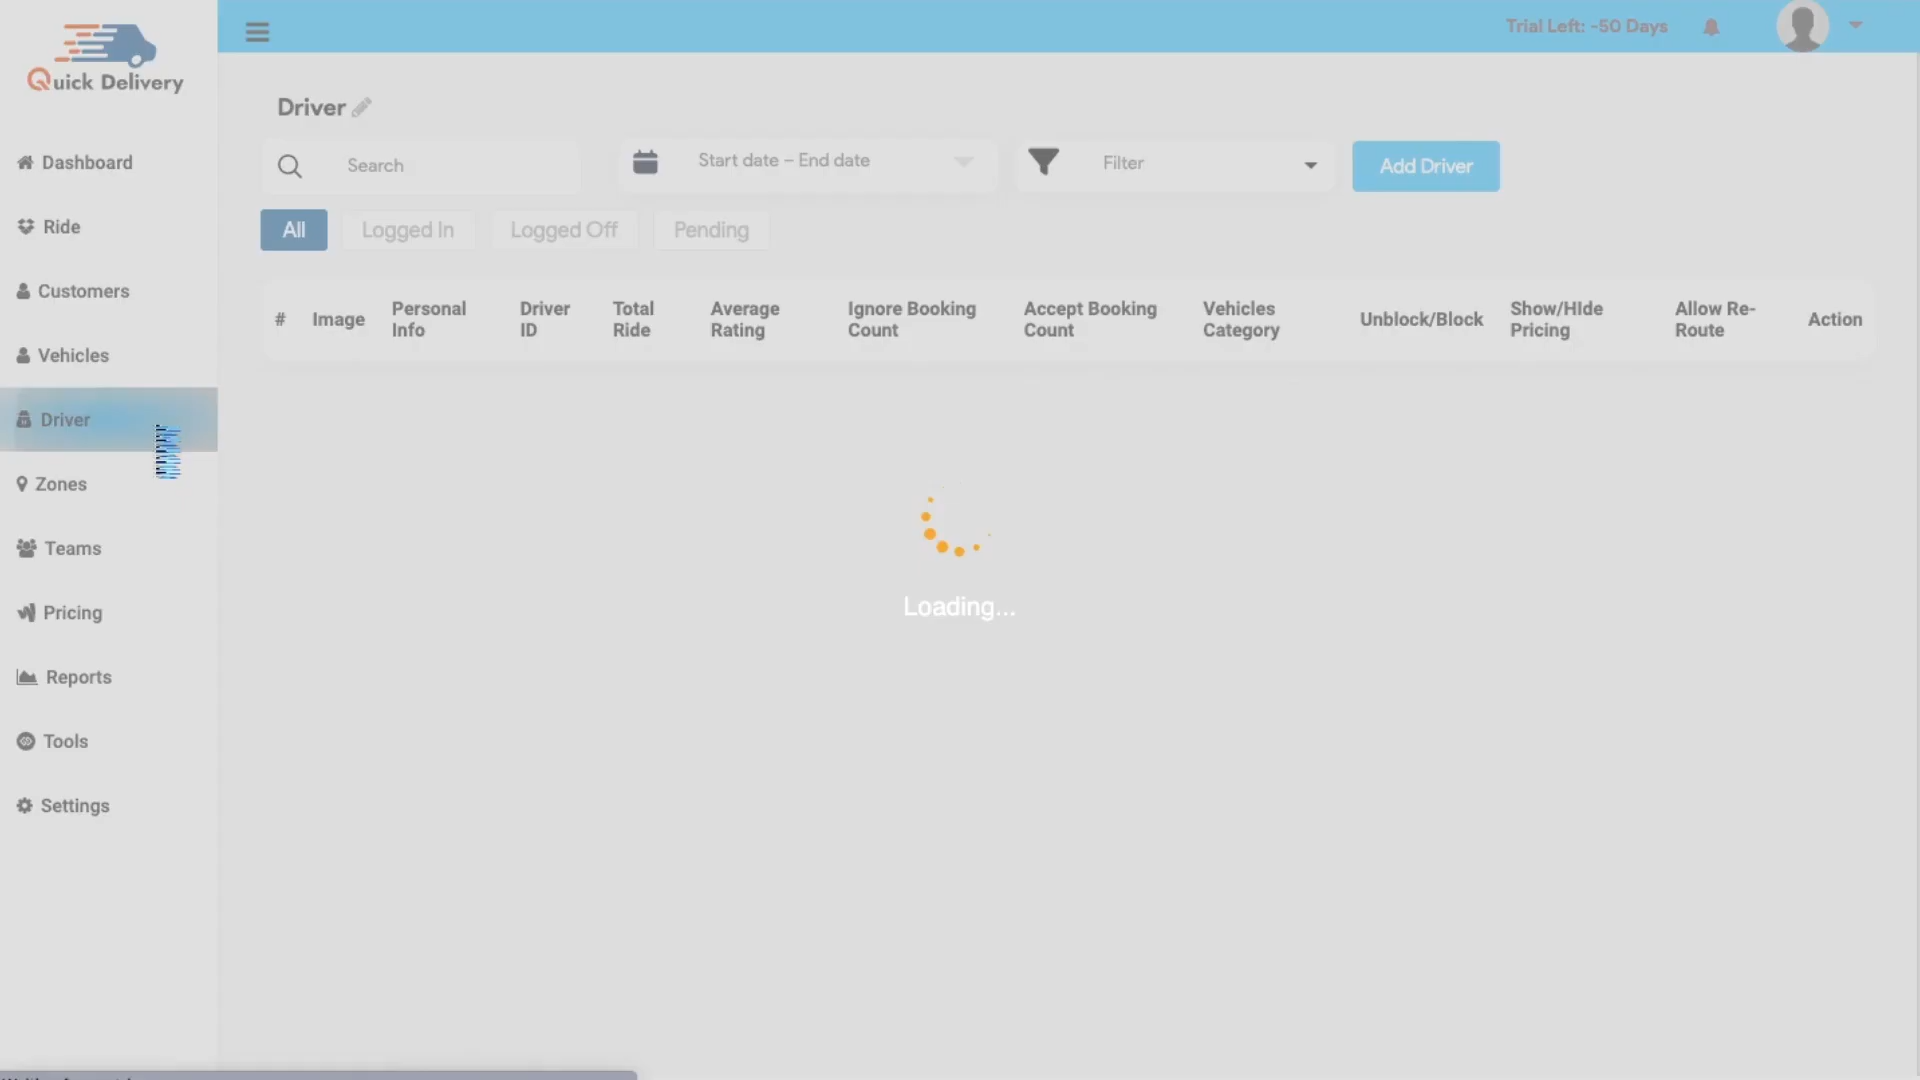 Quick Delivery
Trial Left: -50 Days
Dashboard
Ride
Customers
Vehicles
Driver
Zones
Teams
Pricing
Reports
Tools
Settings
Driver
Search
Start date – End date
Filter
Add Driver
All
Logged In
Logged Off
Pending
#
Image
Personal
Info
Driver
ID
Total
Ride
Average
Rating
Ignore Booking
Count
Accept Booking
Count
Vehicles
Category
Unblock/Block
Show/HIde
Pricing
Allow Re-
Route
Action
Loading...